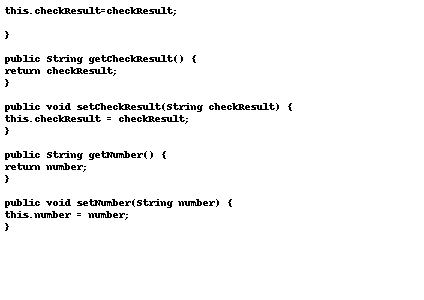 this.checkResult=checkResult;
}
public String getCheckResult() {
return checkResult;
}
public void setCheckResult(String checkResult) {
this.checkResult = checkResult;
}
public String getNumber() {
return number;
}
public void setNumber(String number) {
this.number = number;
}